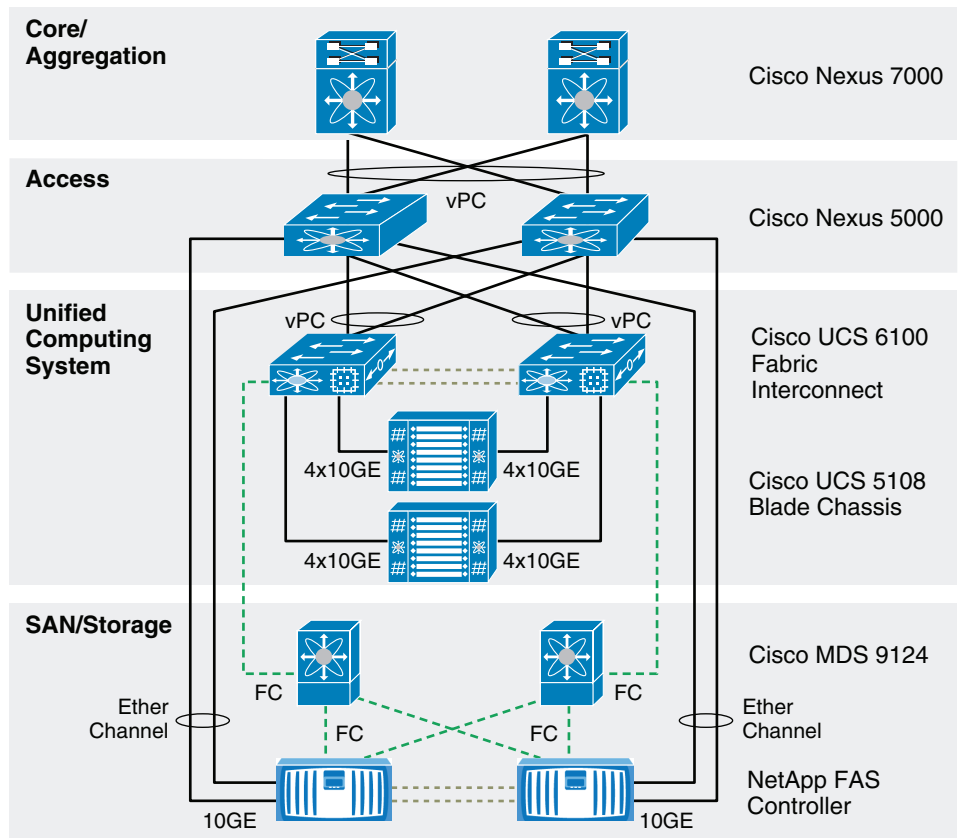 Core/
Aggregation
Cisco Nexus 7000
Access
vPC
Cisco Nexus 5000
Unified
Computing
System
vPC
vPC
Cisco UCS 6100
Fabric
Interconnect
4x10GE
4x10GE
Cisco UCS 5108
Blade Chassis
4x10GE
4x10GE
SAN/Storage
Cisco MDS 9124
FC
FC
Ether
Channel
FC
FC
Ether
Channel
NetApp FAS
Controller
10GE
10GE